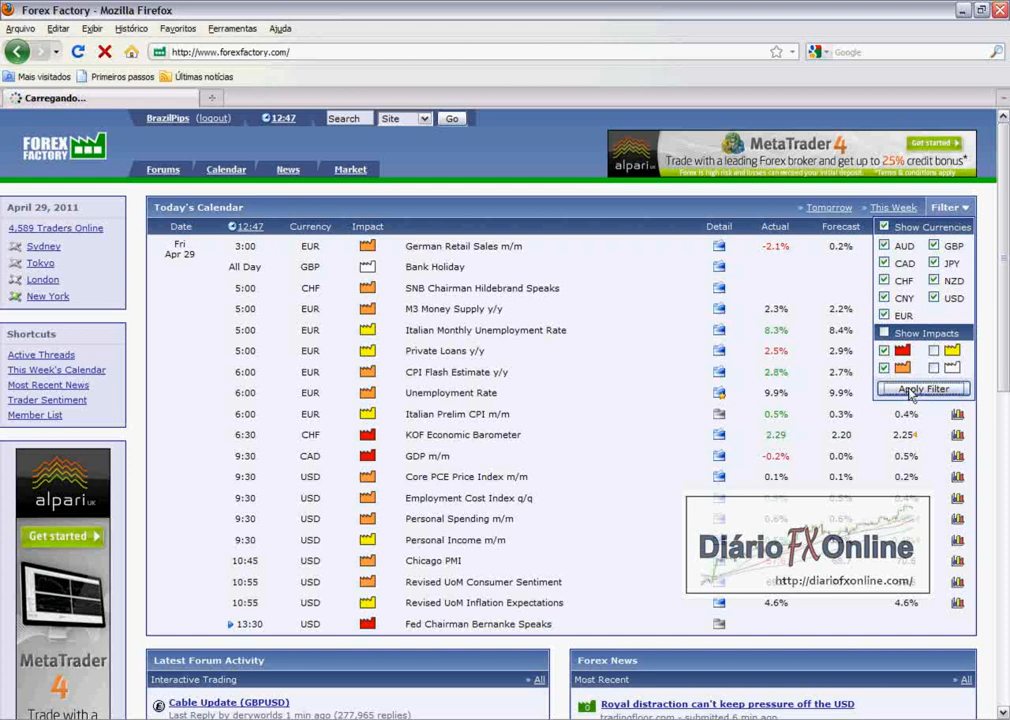 Forex Factory - Mozilla Firefox
Arquivo Editar Exibir Histórico Favoritos Ferramentas Ajuda
http://www.forexfactory.com/
Google
Mais visitados Primeiros passos Últimas notícias
Carregando...
BrazilPips (logout) 12:47 Search Site Go
FOREX
FACTORY
Forums Calendar News Market
alpari UK
MetaTrader 4 Get started
Trade with a leading Forex broker and get up to 25% credit bonus*
Forex is high risk and losses can exceed your initial deposit. *Terms & conditions apply
April 29, 2011
4,589 Traders Online
Sydney
Tokyo
London
New York
Shortcuts
Active Threads
This Week's Calendar
Most Recent News
Trader Sentiment
Member List
alpari UK
Get started
MetaTrader
4
Trade with a
Today's Calendar » Tomorrow » This Week Filter
Date 12:47 Currency Impact Detail Actual Forecast
Fri
Apr 29
3:00 EUR German Retail Sales m/m -2.1% 0.2%
All Day GBP Bank Holiday
5:00 CHF SNB Chairman Hildebrand Speaks
5:00 EUR M3 Money Supply y/y 2.3% 2.2%
5:00 EUR Italian Monthly Unemployment Rate 8.3% 8.4%
5:00 EUR Private Loans y/y 2.5% 2.9%
6:00 EUR CPI Flash Estimate y/y 2.8% 2.7%
6:00 EUR Unemployment Rate 9.9% 9.9%
6:00 EUR Italian Prelim CPI m/m 0.5% 0.3% 0.4%
6:30 CHF KOF Economic Barometer 2.29 2.20 2.25
9:30 CAD GDP m/m -0.2% 0.0% 0.5%
9:30 USD Core PCE Price Index m/m 0.1% 0.1% 0.2%
9:30 USD Employment Cost Index q/q
9:30 USD Personal Spending m/m
9:30 USD Personal Income m/m
10:45 USD Chicago PMI
10:55 USD Revised UoM Consumer Sentiment
10:55 USD Revised UoM Inflation Expectations 4.6% 4.6%
13:30 USD Fed Chairman Bernanke Speaks
Show Currencies
AUD GBP
CAD JPY
CHF NZD
CNY USD
EUR
Show Impacts
Apply Filter
Diário FX Online
http://diariofxonline.com/
Latest Forum Activity
Interactive Trading » All
Cable Update (GBPUSD)
Last Reply by deryworlds 1 min ago (277,965 replies)
Forex News
Most Recent » All
Royal distraction can't keep pressure off the USD
tradingfloor.com - submitted 6 min ago